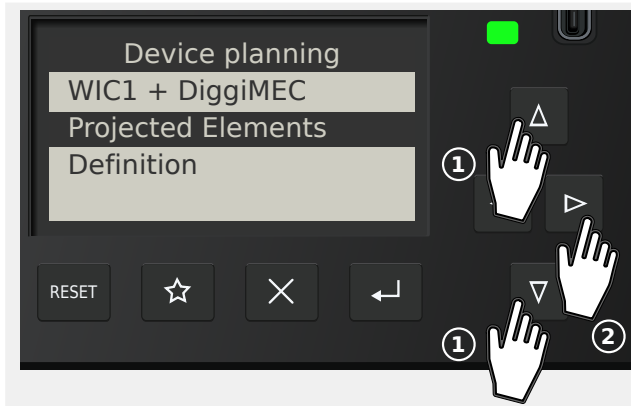 Device planning
WIC1 + DiggiMEC
Projected Elements
Definition
1
RESET
1
2